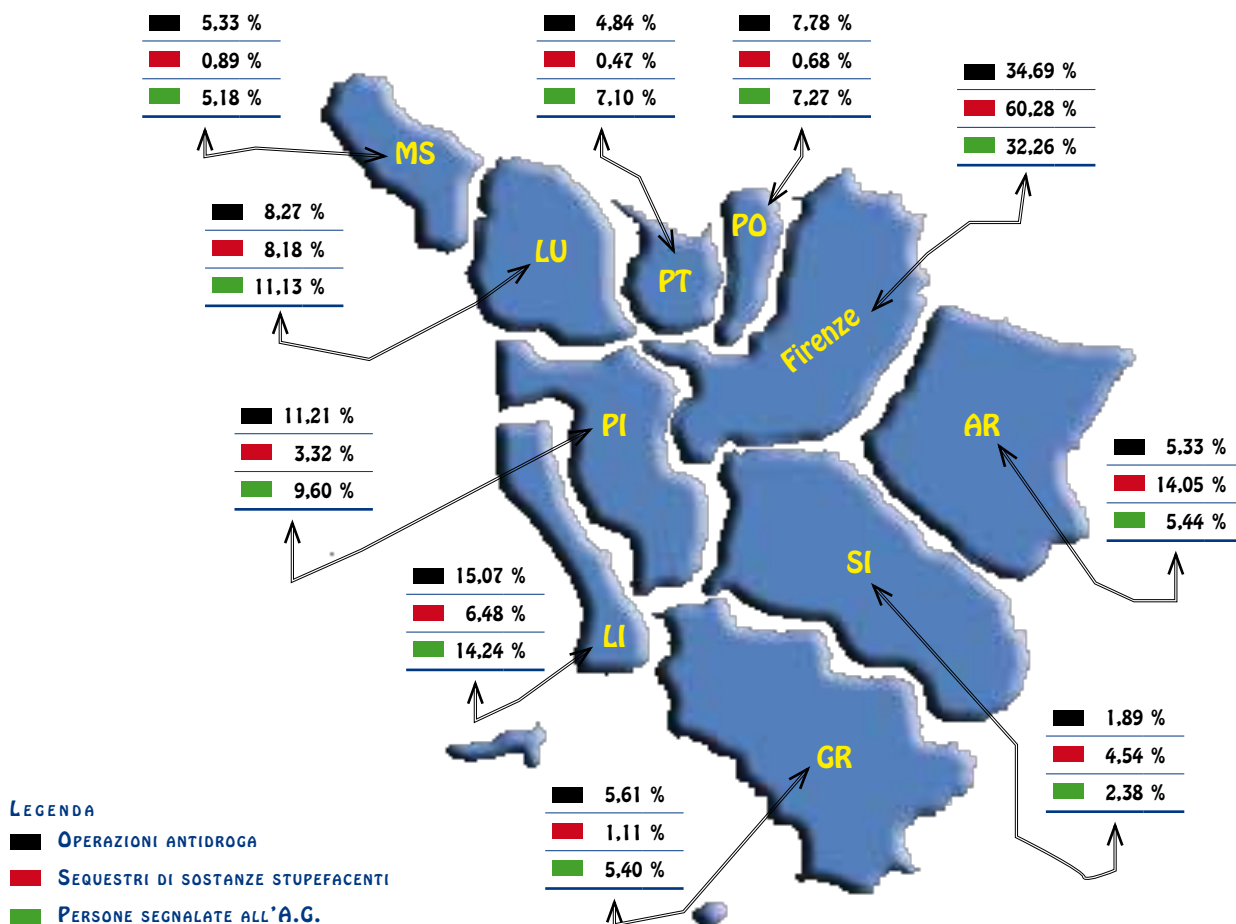 5,33 %
0,89 %
5,18 %
4,84 %
0,47 %
7,10 %
7,78 %
0,68 %
7,27 %
34,69 %
60,28 %
32,26 %
MS
8,27 %
8,18 %
11,13 %
LU
PT
PO
Firenze
11,21 %
3,32 %
9,60 %
PI
AR
5,33 %
14,05 %
5,44 %
15,07 %
6,48 %
14,24 %
LI
SI
1,89 %
4,54 %
2,38 %
GR
5,61 %
1,11 %
5,40 %
LEGENDA
OPERAZIONI ANTIDROGA
SEQUESTRI DI SOSTANZE STUPEFACENTI
PERSONE SEGNALATE ALL'A.G.